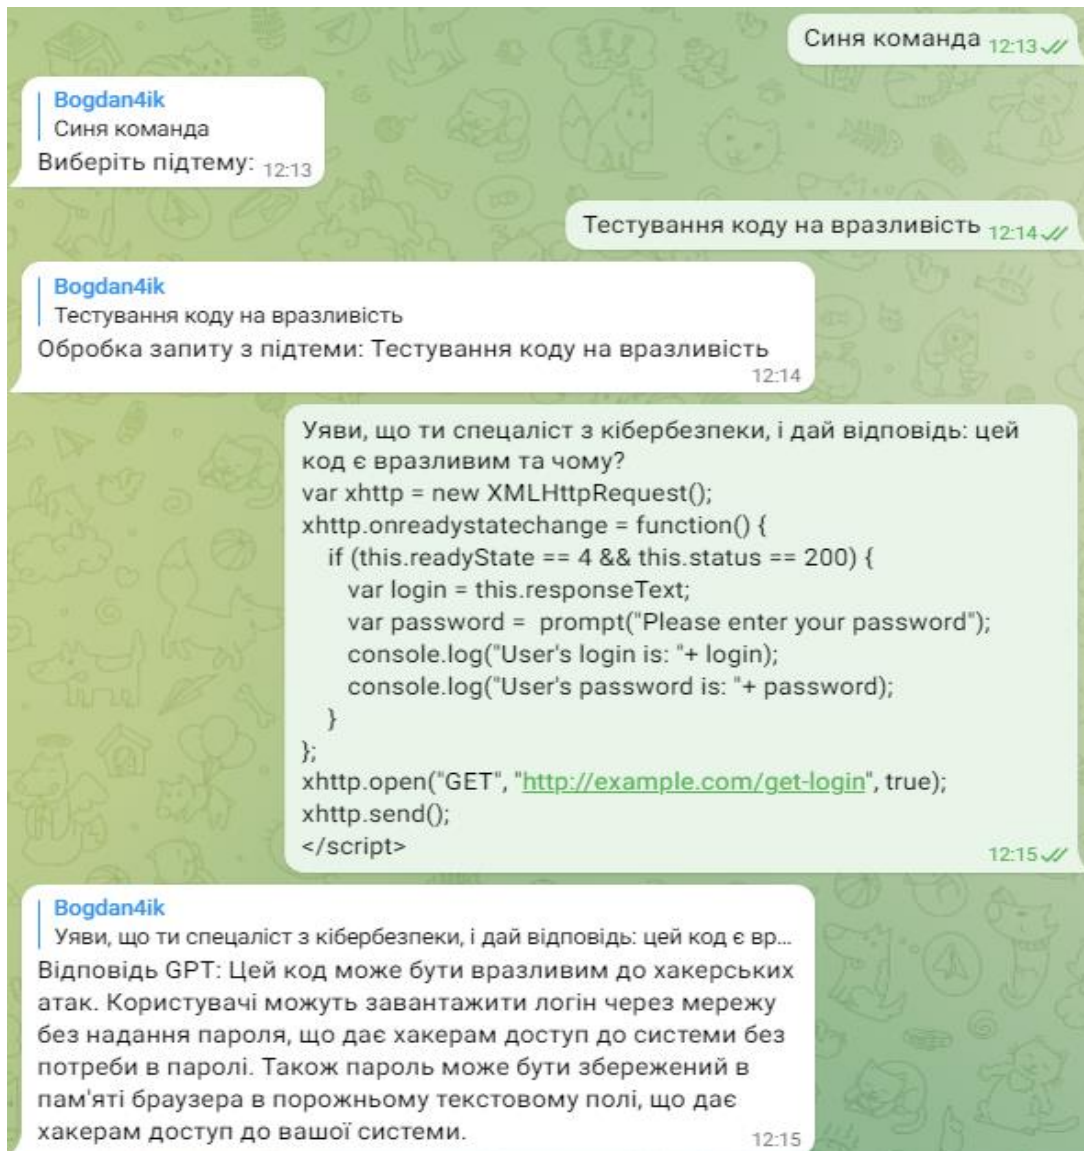 Синя команда 12:13
Bogdan4ik
Синя команда
Виберіть підтему: 12:13
Тестування коду на вразливість 12:14
Bogdan4ik
Тестування коду на вразливість
Обробка запиту з підтеми: Тестування коду на вразливість
12:14
Уяви, що ти спецаліст з кібербезпеки, і дай відповідь: цей
код є вразливим та чому?
var xhttp = new XMLHttpRequest();
xhttp.onreadystatechange = function() {
if (this.readyState == 4 && this.status == 200) {
var login = this.responseText;
var password =  prompt("Please enter your password");
console.log("User's login is: "+ login);
console.log("User's password is: "+ password);
}
};
xhttp.open("GET", "http://example.com/get-login", true);
xhttp.send();
</script>
12:15
Bogdan4ik
Уяви, що ти спецаліст з кібербезпеки, і дай відповідь: цей код є вр...
Відповідь GPT: Цей код може бути вразливим до хакерських
атак. Користувачі можуть завантажити логін через мережу
без надання пароля, що дає хакерам доступ до системи без
потреби в паролі. Також пароль може бути збережений в
пам'яті браузера в порожньому текстовому полі, що дає
хакерам доступ до вашої системи.
12:15